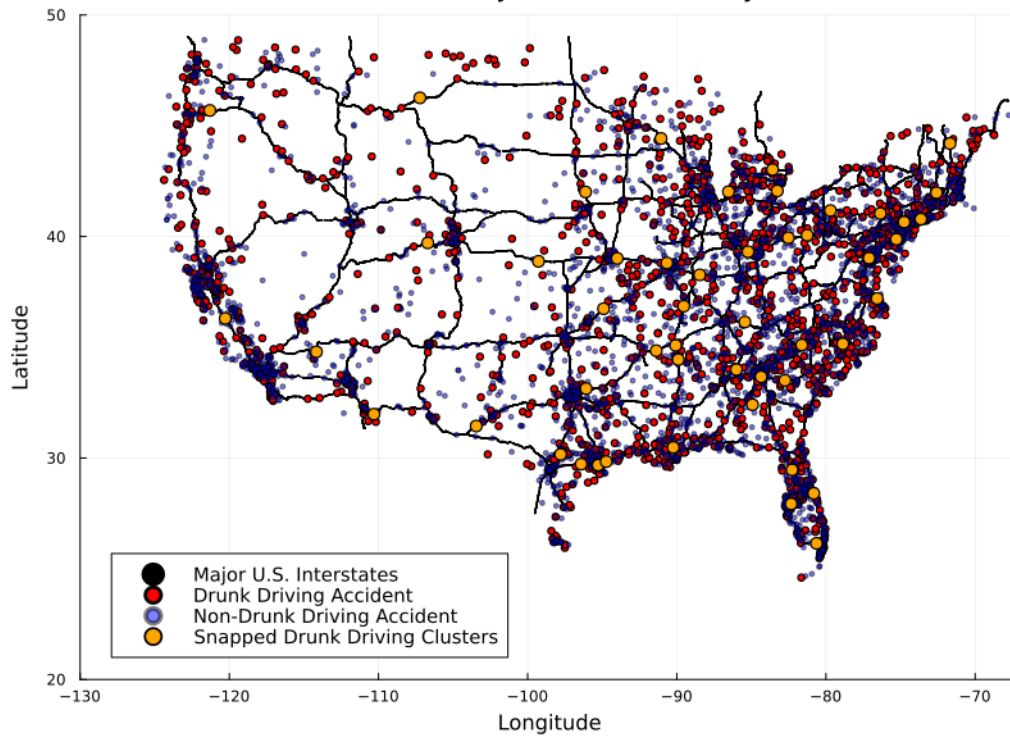 50
40
30
20
Latitude
Major U.S. Interstates
Drunk Driving Accident
Non-Drunk Driving Accident
Snapped Drunk Driving Clusters
−130
−120
−110
−100
−90
−80
−70
Longitude